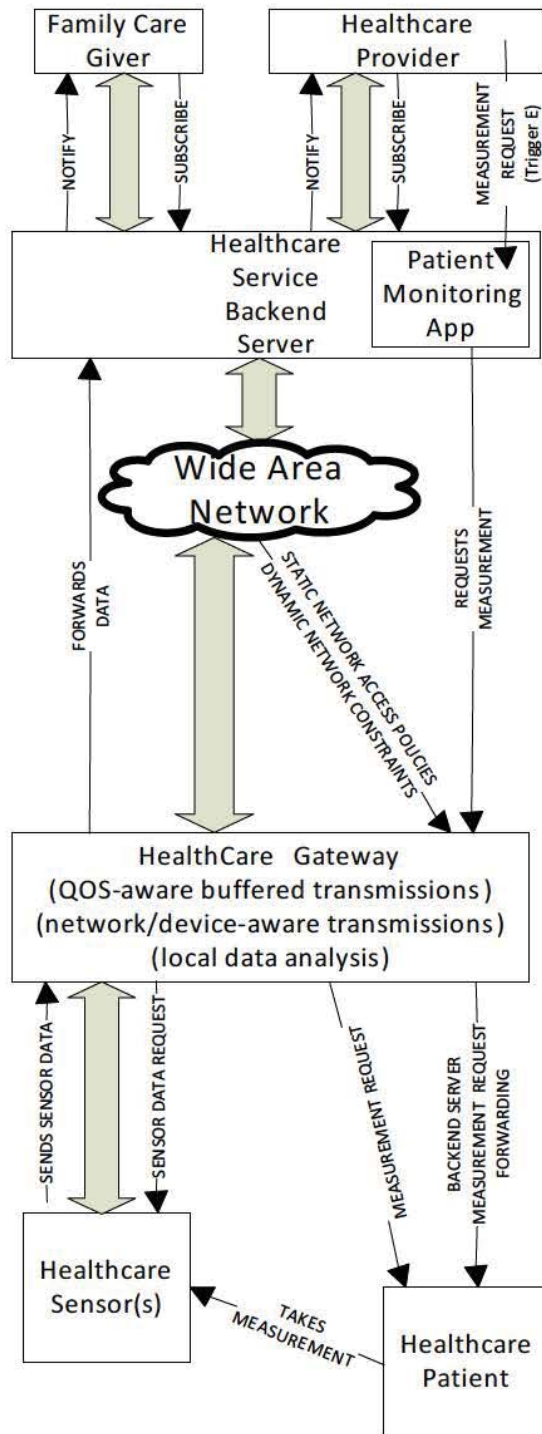 Family Care
Giver
Healthcare
Provider
NOTIFY
SUBSCRIBE
NOTIFY
SUBSCRIBE
MEASUREMENT
REQUEST
(Trigger E)
Healthcare
Service
Backend
Server
Patient
Monitoring
App
Wide Area
Network
FORWARDS
DATA
STATIC NETWORK ACCESS POLICIES
DYNAMIC NETWORK CONSTRAINTS
REQUESTS
MEASUREMENT
HealthCare Gateway
(QOS-aware buffered transmissions)
(network/device-aware transmissions)
(local data analysis)
SENDS SENSOR DATA
SENSOR DATA REQUEST
MEASUREMENT REQUEST
BACKEND SERVER
MEASUREMENT REQUEST
FORWARDING
Healthcare
Sensor(s)
TAKES
MEASUREMENT
Healthcare
Patient